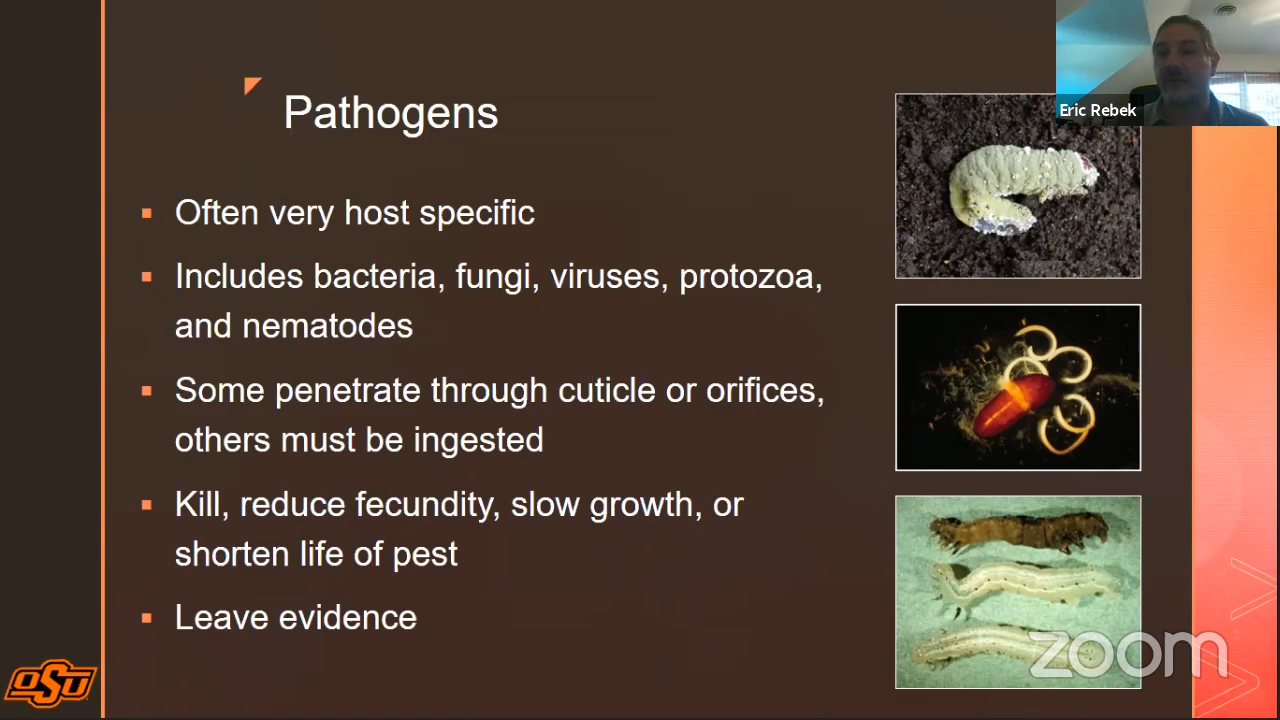 Pathogens
Eric Rebek
▪ Often very host specific
▪ Includes bacteria, fungi, viruses, protozoa,
and nematodes
▪ Some penetrate through cuticle or orifices,
others must be ingested
▪ Kill, reduce fecundity, slow growth, or
shorten life of pest
▪ Leave evidence
OSU
zoom